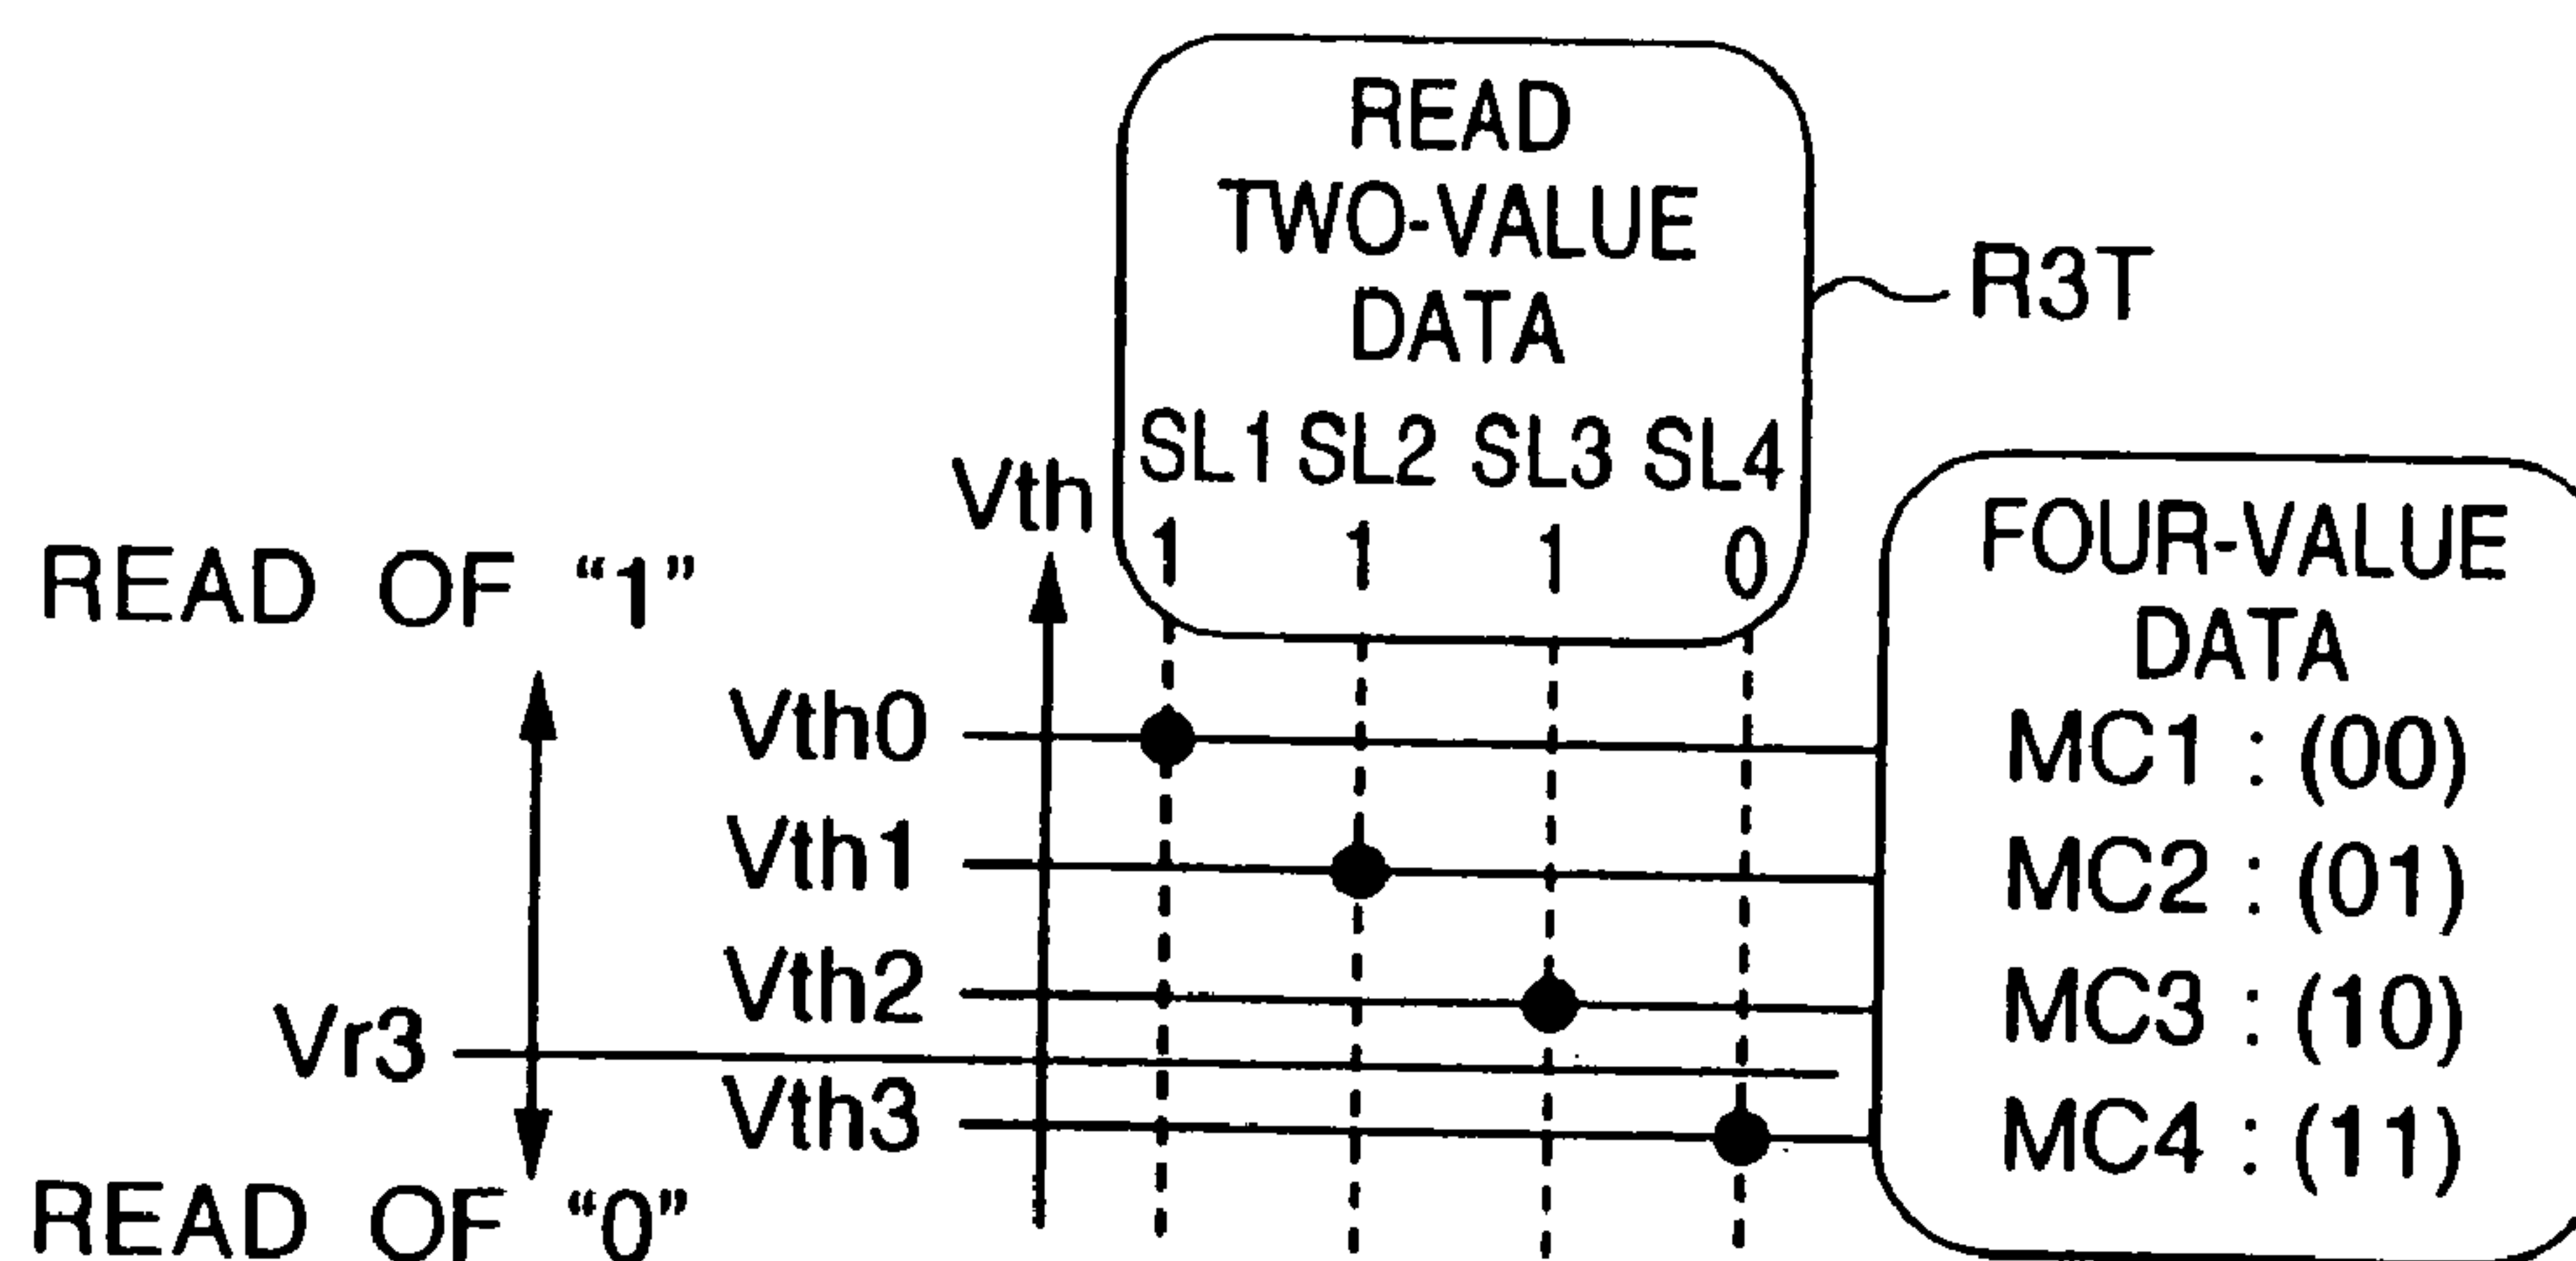 READ
TWO-VALUE
DATA
R3T
SL1 SL2 SL3 SL4
1 1 1 0
Vth
READ OF “1”
FOUR-VALUE
DATA
Vth0
MC1 : (00)
Vth1
MC2 : (01)
Vth2
MC3 : (10)
Vr3
Vth3
MC4 : (11)
READ OF “0”